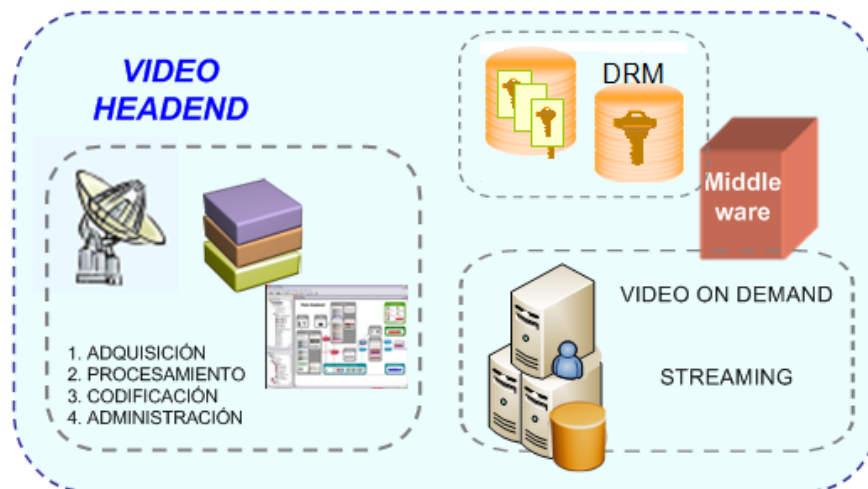 VIDEO
HEADEND
DRM
Middle
ware
1. ADQUISICIÓN
2. PROCESAMIENTO
3. CODIFICACIÓN
4. ADMINISTRACIÓN
VIDEO ON DEMAND
STREAMING